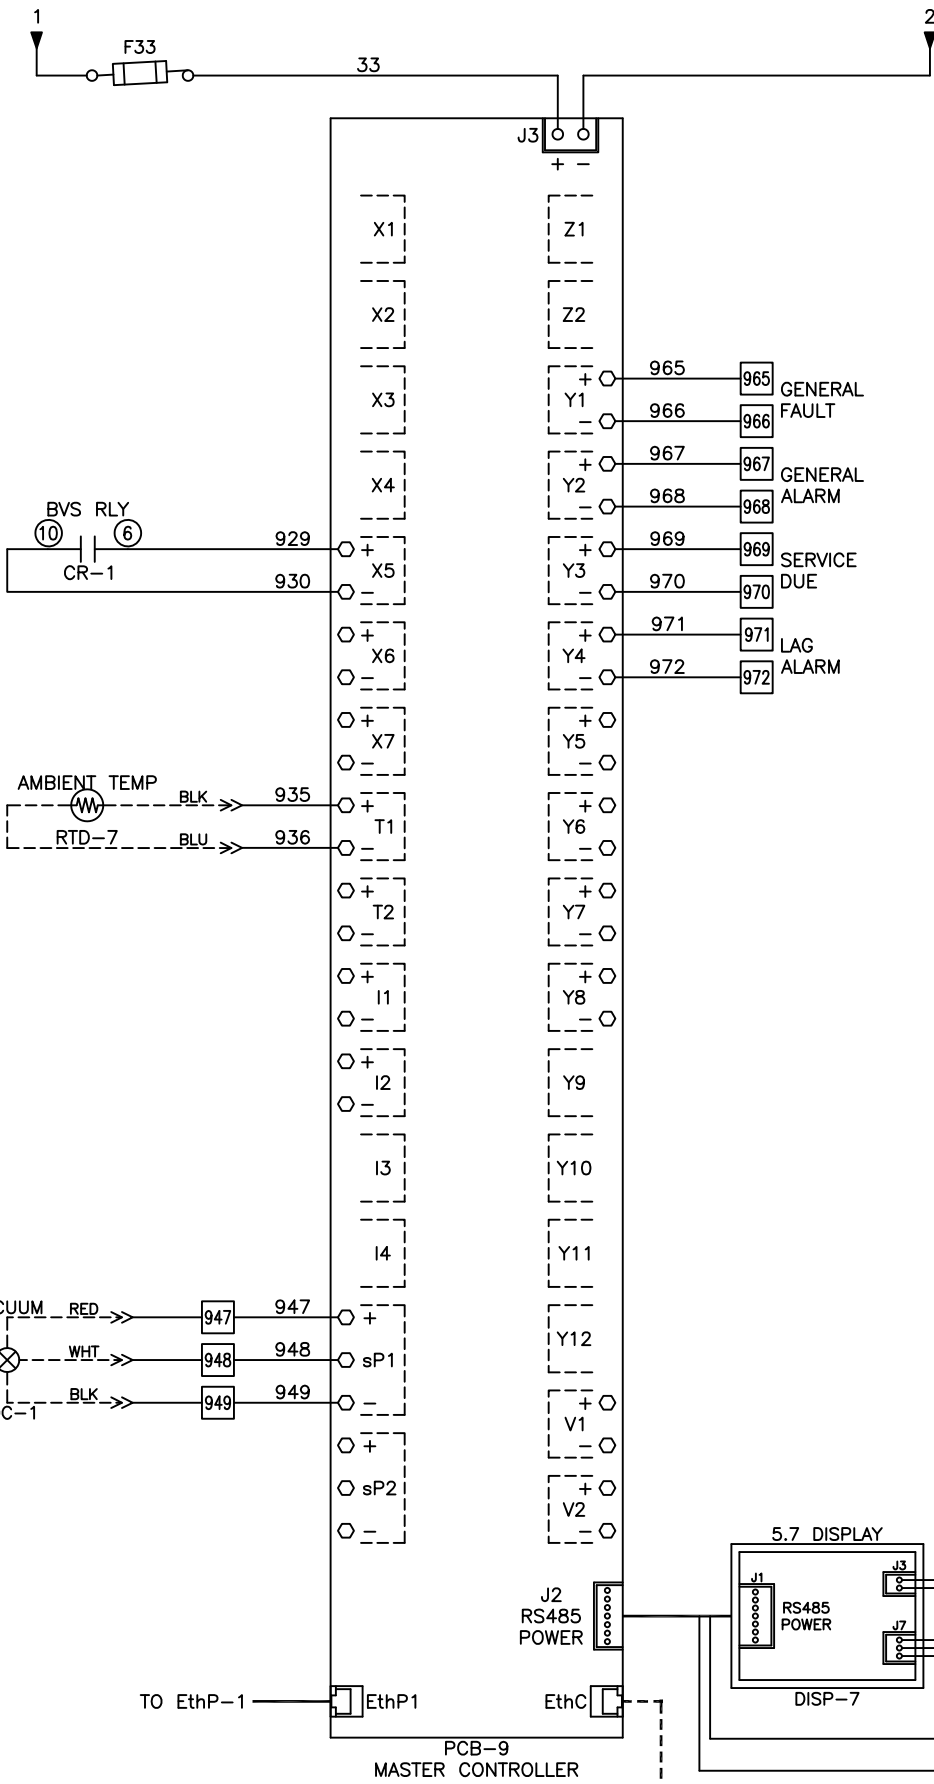 1
2
F33
33
J3
+ −
X1
Z1
X2
Z2
X3
+
Y1
−
965
965
GENERAL
FAULT
966
966
X4
+
Y2
−
967
967
GENERAL
ALARM
968
968
BVS RLY
10
6
CR−1
929
930
+
X5
−
+
Y3
−
969
969
SERVICE
DUE
970
970
+
X6
−
+
Y4
−
971
971
LAG
ALARM
972
972
+
X7
−
+
Y5
−
AMBIENT TEMP
BLK
935
RTD−7
BLU
936
+
T1
−
+
Y6
−
+
T2
−
+
Y7
−
+
I1
−
+
Y8
−
+
I2
−
Y9
I3
Y10
I4
Y11
CUUM
RED
947
947
WHT
948
948
BLK
949
949
C−1
+
sP1
−
Y12
+
V1
−
+
sP2
−
+
V2
−
J2
RS485
POWER
5.7 DISPLAY
J1
RS485
POWER
J3
J7
DISP−7
TO EthP−1
EthP1
EthC
PCB−9
MASTER CONTROLLER